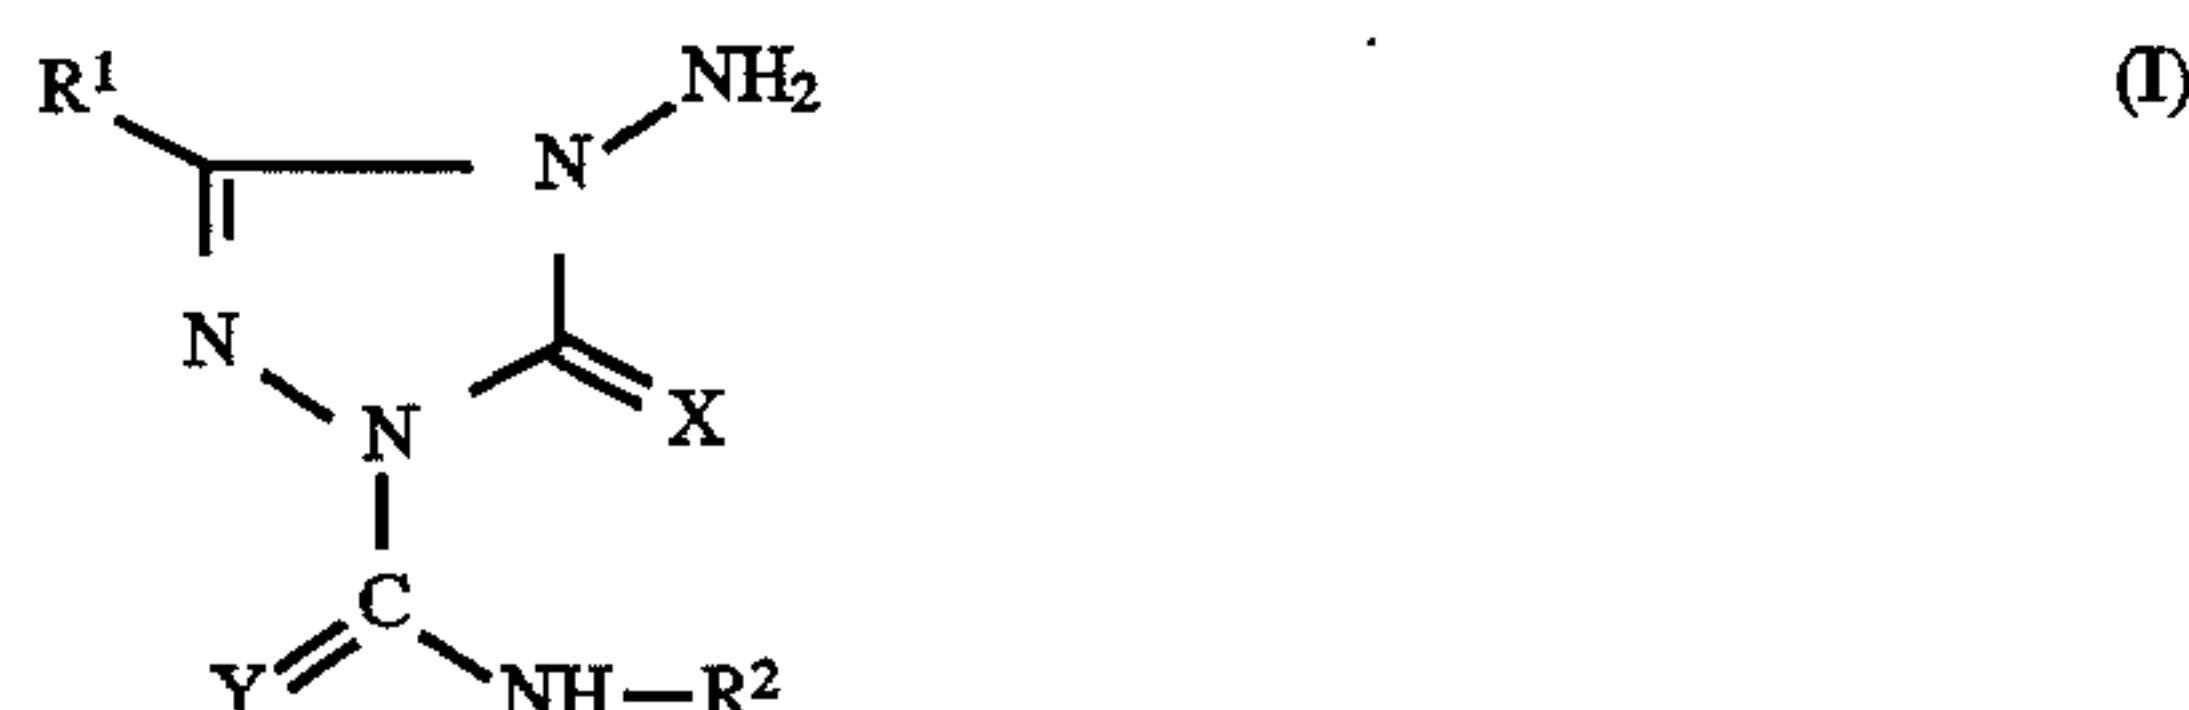 R¹ NH₂ (I)
N
N
X
N
C
Y NH—R²